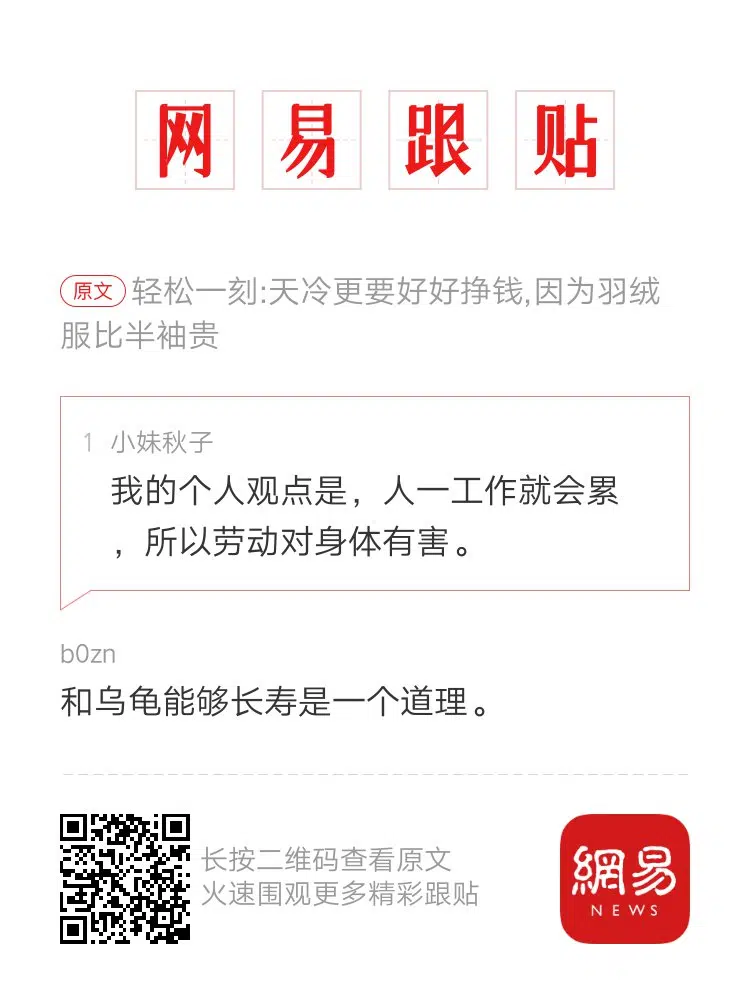 网易跟贴
原文 轻松一刻:天冷更要好好挣钱,因为羽绒
服比半袖贵
1 小妹秋子
我的个人观点是，人一工作就会累
，所以劳动对身体有害。
b0zn
和乌龟能够长寿是一个道理。
长按二维码查看原文
火速围观更多精彩跟贴
網易
NEWS